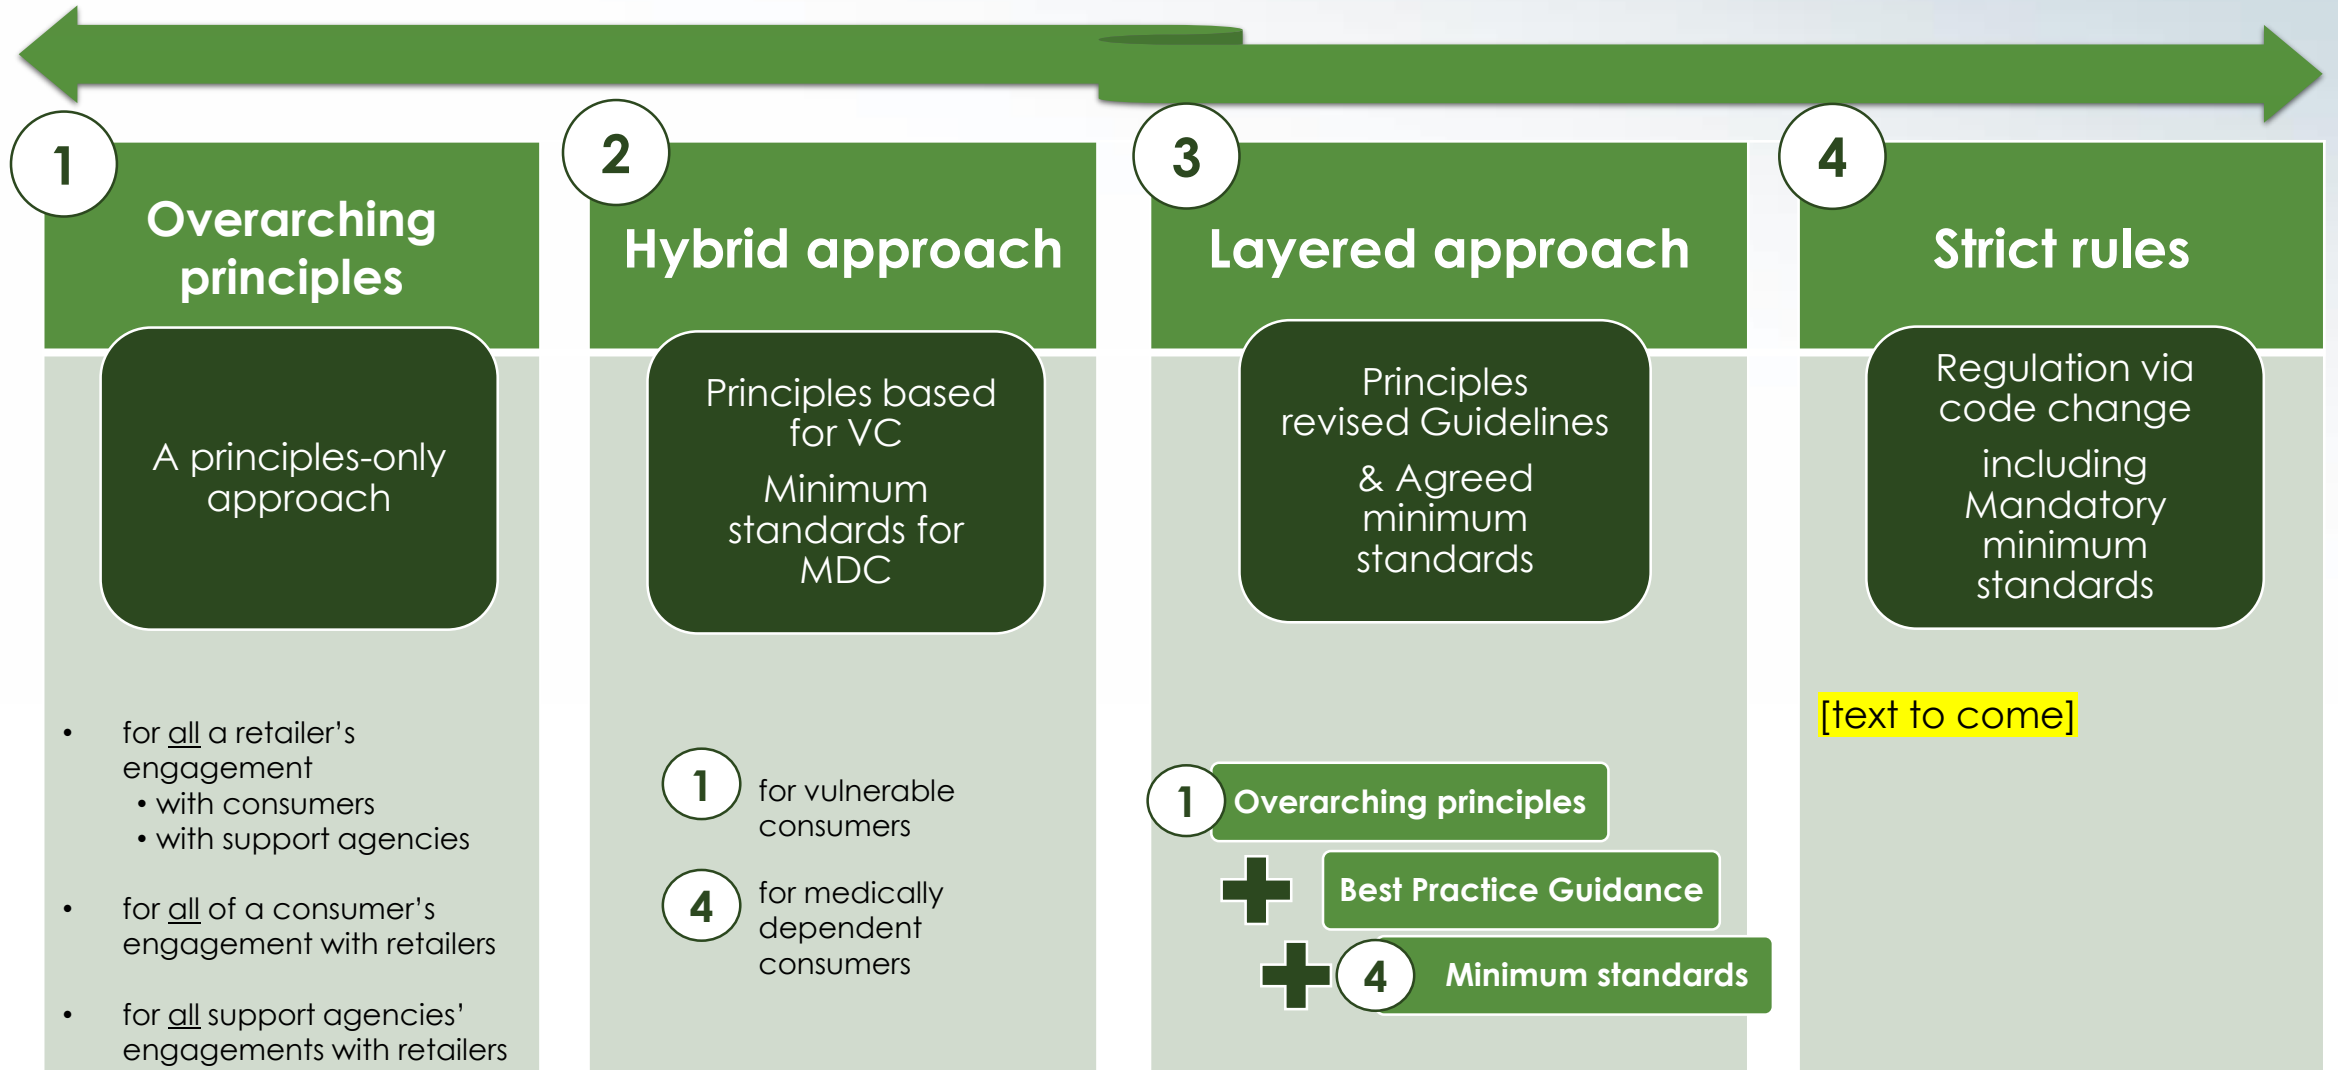 1
Overarching
principles
A principles-only
approach
• for all a retailer’s
engagement
• with consumers
• with support agencies
• for all of a consumer’s
engagement with retailers
• for all support agencies’
engagements with retailers
2
Hybrid approach
Principles based
for VC
Minimum
standards for
MDC
1
for vulnerable
consumers
4
for medically
dependent
consumers
3
Layered approach
Principles
revised Guidelines
& Agreed
minimum
standards
1 Overarching principles
Best Practice Guidance
4 Minimum standards
4
Strict rules
Regulation via
code change
including
Mandatory
minimum
standards
[text to come]